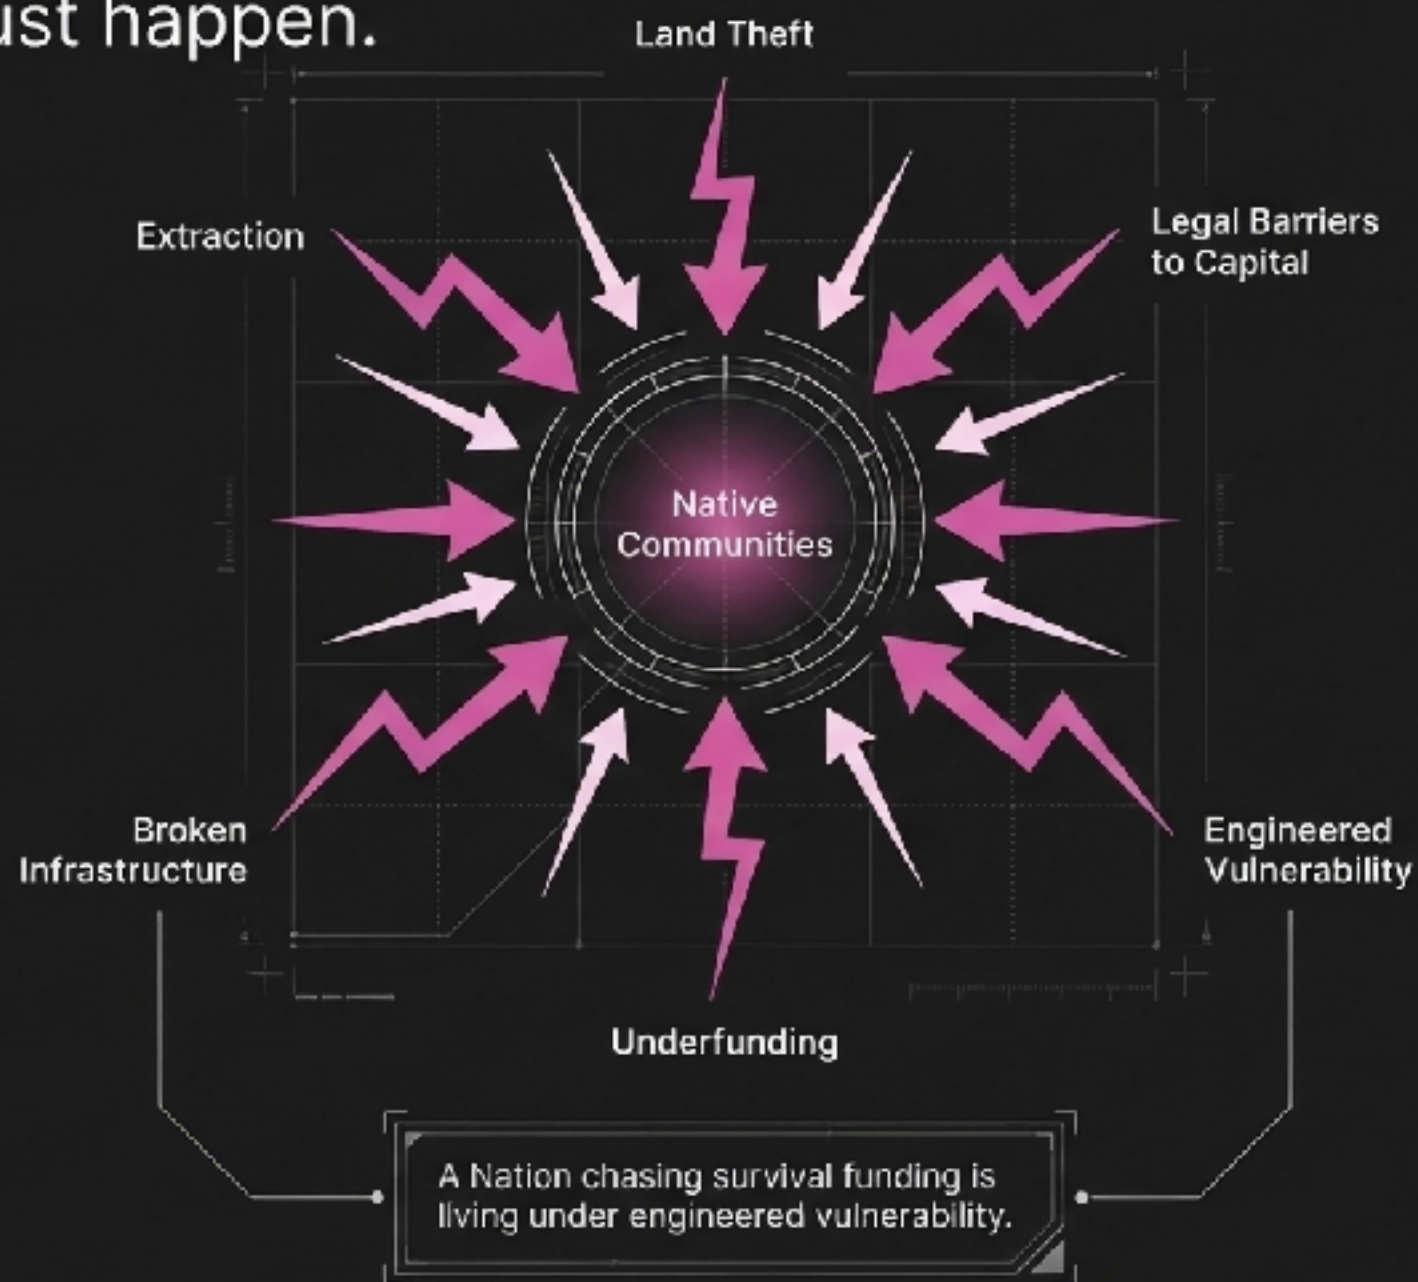 ust happen.
Land Theft
Extraction
Legal Barriers
to Capital
Native
Communities
Broken
Infrastructure
Engineered
Vulnerability
Underfunding
A Nation chasing survival funding is
living under engineered vulnerability.